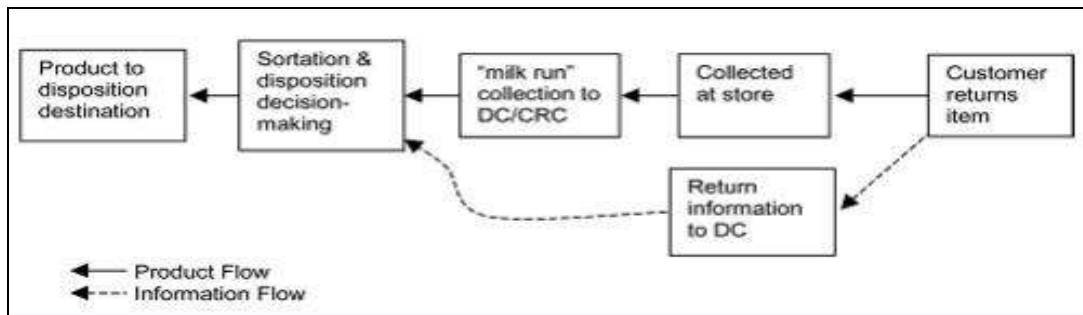 Product to
disposition
destination
Sortation &
disposition
decision-
making
"milk run"
collection to
DC/CRC
Collected
at store
Customer
returns
item
Return
information
to DC
Product Flow
Information Flow